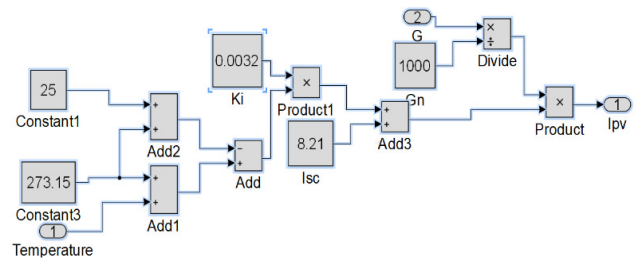 2
G
×
÷
Divide
0.0032
Ki
×
Product1
1000
Gn
25
Constant1
+
+
Add2
+
+
Add3
×
Product
1
Ipv
8.21
Isc
−
+
Add
273.15
Constant3
+
+
Add1
1
Temperature